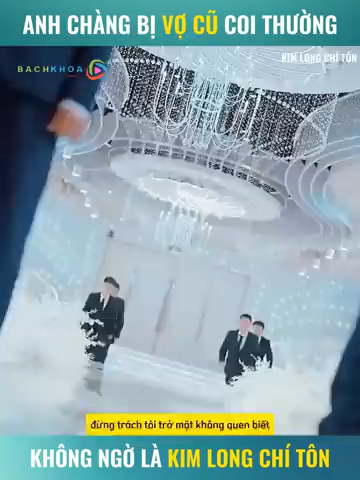 ANH CHÀNG BỊ VỢ CŨ COI THƯỜNG
BACHKHOA
KIM LONG CHÍ TÔN
đừng trách tôi trở mặt không quen biết
KHÔNG NGỜ LÀ KIM LONG CHÍ TÔN